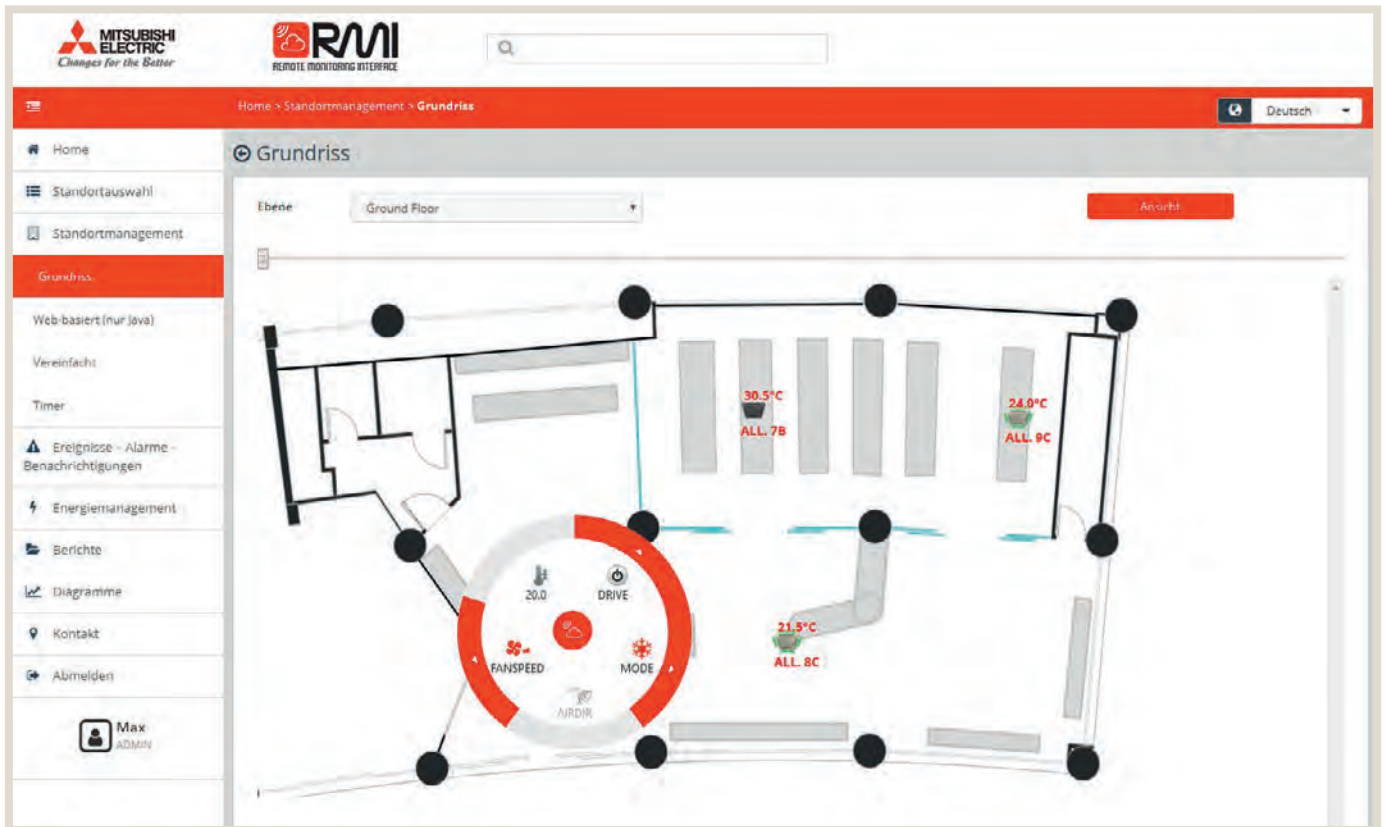 MITSUBISHI
ELECTRIC
Changes for the Better
RMI
REMOTE MONITORING INTERFACE
Home > Standortmanagement > Grundriss
Deutsch
Home
Standortauswahl
Standortmanagement
Grundriss
Web-basiert (nur Java)
Vereinfacht
Timer
Ereignisse - Alarme -
Benachrichtigungen
Energiemanagement
Berichte
Diagramme
Kontakt
Abmelden
Max
ADMIN
Grundriss
Ebene
Ground Floor
Ansicht
30.5°C
ALL. 7B
24.0°C
ALL. 9C
20.0
DRIVE
FANSPEED
MODE
AIRDIR
21.5°C
ALL. 8C